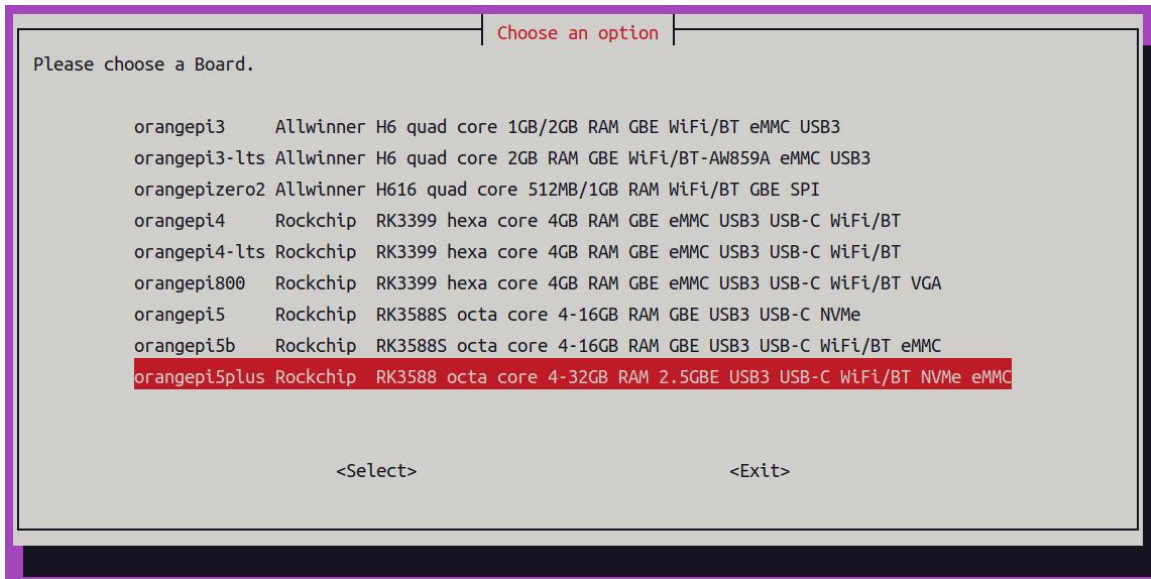 Choose an option
Please choose a Board.
orangepi3 Allwinner H6 quad core 1GB/2GB RAM GBE WiFi/BT eMMC USB3
orangepi3-lts Allwinner H6 quad core 2GB RAM GBE WiFi/BT-AW859A eMMC USB3
orangepizero2 Allwinner H616 quad core 512MB/1GB RAM WiFi/BT GBE SPI
orangepi4 Rockchip RK3399 hexa core 4GB RAM GBE eMMC USB3 USB-C WiFi/BT
orangepi4-lts Rockchip RK3399 hexa core 4GB RAM GBE eMMC USB3 USB-C WiFi/BT
orangepi800 Rockchip RK3399 hexa core 4GB RAM GBE eMMC USB3 USB-C WiFi/BT VGA
orangepi5 Rockchip RK3588S octa core 4-16GB RAM GBE USB3 USB-C NVMe
orangepi5b Rockchip RK3588S octa core 4-16GB RAM GBE USB3 USB-C WiFi/BT eMMC
orangepi5plus Rockchip RK3588 octa core 4-32GB RAM 2.5GBE USB3 USB-C WiFi/BT NVMe eMMC
<Select> <Exit>